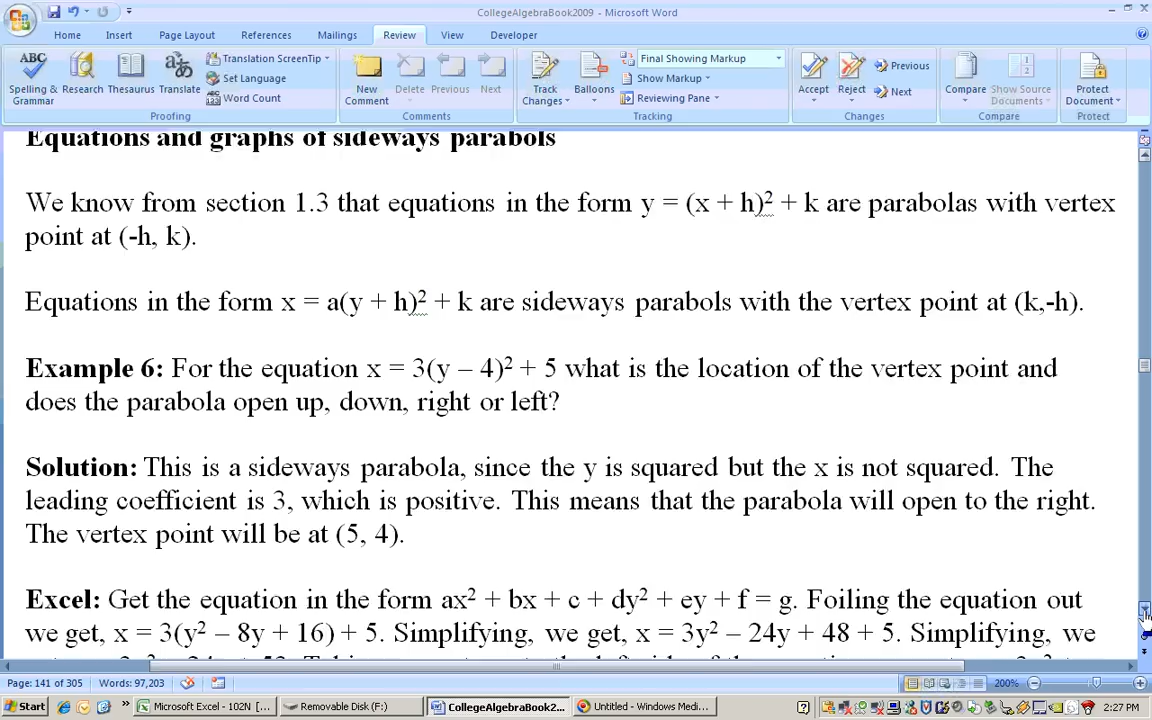 CollegeAlgebraBook2009 - Microsoft Word
Home Insert Page Layout References Mailings Review View Developer
ABC Spelling & Grammar Research Thesaurus Translate
Translation ScreenTip
Set Language
Word Count
New Comment Delete Previous Next
Track Changes Balloons
Final Showing Markup
Show Markup
Reviewing Pane
Accept Reject
Previous
Next
Compare Show Source Documents Protect Document
Proofing Comments Tracking Changes Compare Protect
Equations and graphs of sideways parabols
We know from section 1.3 that equations in the form y = (x + h)² + k are parabolas with vertex
point at (-h, k).
Equations in the form x = a(y + h)² + k are sideways parabols with the vertex point at (k,-h).
Example 6: For the equation x = 3(y – 4)² + 5 what is the location of the vertex point and
does the parabola open up, down, right or left?
Solution: This is a sideways parabola, since the y is squared but the x is not squared. The
leading coefficient is 3, which is positive. This means that the parabola will open to the right.
The vertex point will be at (5, 4).
Excel: Get the equation in the form ax² + bx + c + dy² + ey + f = g. Foiling the equation out
we get, x = 3(y² – 8y + 16) + 5. Simplifying, we get, x = 3y² – 24y + 48 + 5. Simplifying, we
Page: 141 of 305 Words: 97,203 200%
Start Microsoft Excel - 102N [... Removable Disk (F:) CollegeAlgebraBook2... Untitled - Windows Medi... 2:27 PM